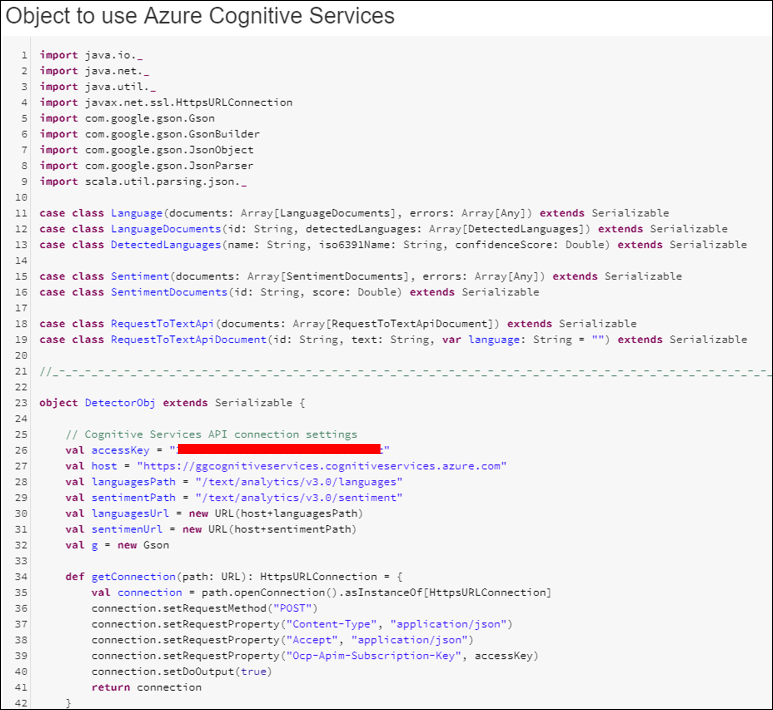 Object to use Azure Cognitive Services
1 import java.io._
2 import java.net._
3 import java.util._
4 import javax.net.ssl.HttpsURLConnection
5 import com.google.gson.Gson
6 import com.google.gson.GsonBuilder
7 import com.google.gson.JsonObject
8 import com.google.gson.JsonParser
9 import scala.util.parsing.json._
10
11 case class Language(documents: Array[LanguageDocuments], errors: Array[Any]) extends Serializable
12 case class LanguageDocuments(id: String, detectedLanguages: Array[DetectedLanguages]) extends Serializable
13 case class DetectedLanguages(name: String, iso6391Name: String, confidenceScore: Double) extends Serializable
14
15 case class Sentiment(documents: Array[SentimentDocuments], errors: Array[Any]) extends Serializable
16 case class SentimentDocuments(id: String, score: Double) extends Serializable
17
18 case class RequestToTextApi(documents: Array[RequestToTextApiDocument]) extends Serializable
19 case class RequestToTextApiDocument(id: String, text: String, var language: String = "") extends Serializable
20
21 //_-_-_-_-_-_-_-_-_-_-_-_-_-_-_-_-_-_-_-_-_-_-_-_-_-_-_-_-_-_-_-_-_-_-_-_-_-_-_-_-_-_-_-_-_-_-_-_-_-_-_-_-_-_-
22
23 object DetectorObj extends Serializable {
24
25     // Cognitive Services API connection settings
26     val accessKey = "                    "
27     val host = "https://ggcognitiveservices.cognitiveservices.azure.com"
28     val languagesPath = "/text/analytics/v3.0/languages"
29     val sentimentPath = "/text/analytics/v3.0/sentiment"
30     val languagesUrl = new URL(host+languagesPath)
31     val sentimenUrl = new URL(host+sentimentPath)
32     val g = new Gson
33
34     def getConnection(path: URL): HttpsURLConnection = {
35         val connection = path.openConnection().asInstanceOf[HttpsURLConnection]
36         connection.setRequestMethod("POST")
37         connection.setRequestProperty("Content-Type", "application/json")
38         connection.setRequestProperty("Accept", "application/json")
39         connection.setRequestProperty("Ocp-Apim-Subscription-Key", accessKey)
40         connection.setDoOutput(true)
41         return connection
42     }